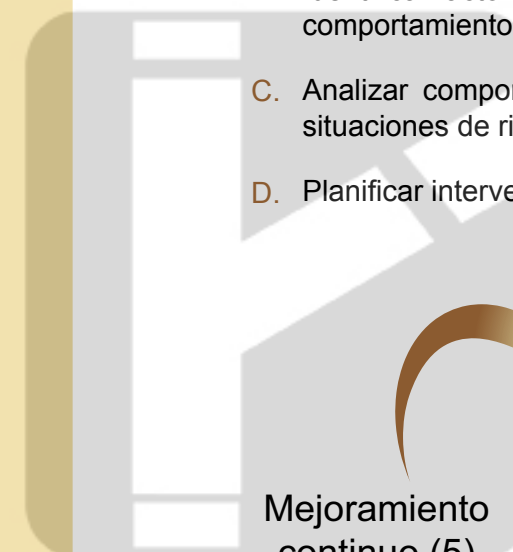 comportamiento
C. Analizar compor
situaciones de ri
D. Planificar interve
Mejoramiento
continuo (5)